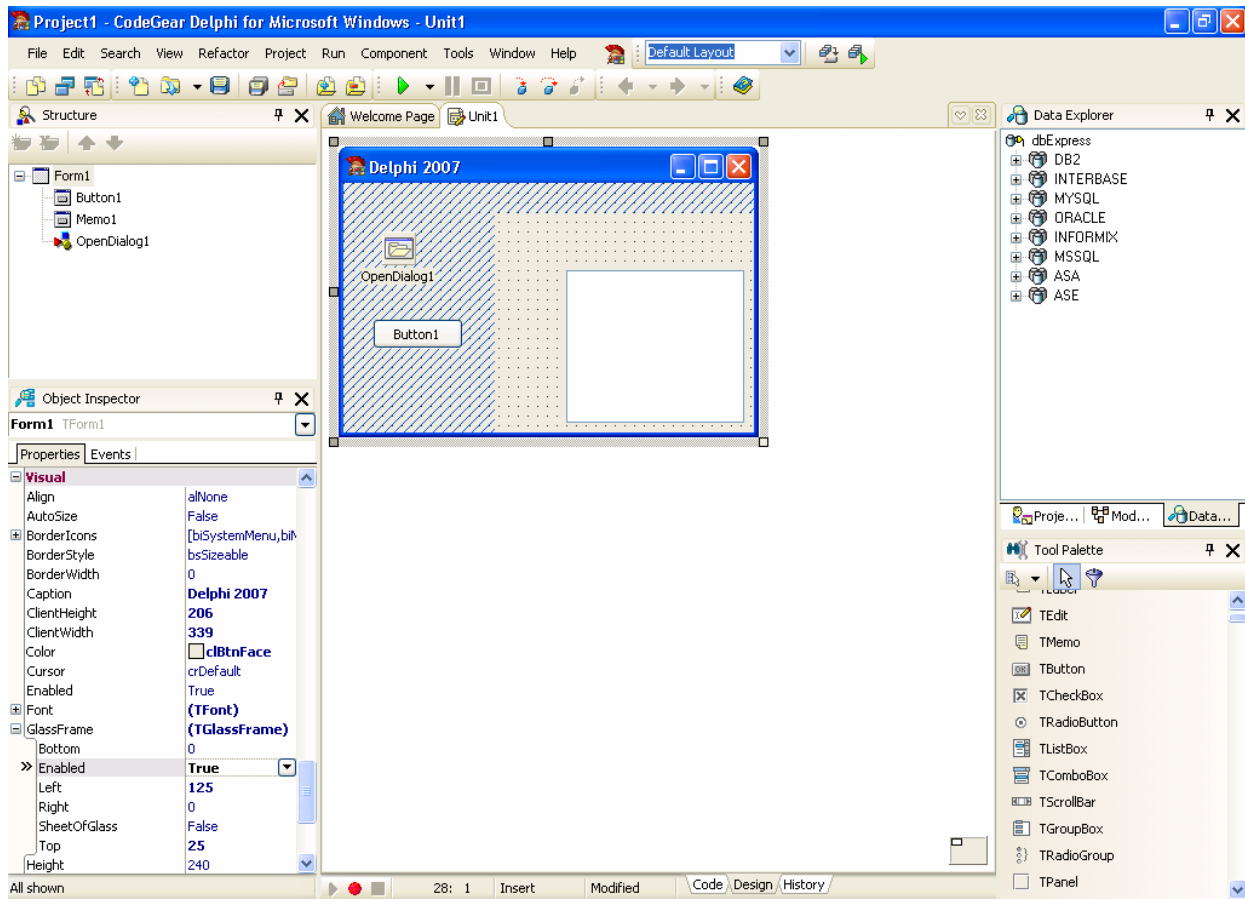 Project1 - CodeGear Delphi for Microsoft Windows - Unit1
File Edit Search View Refactor Project Run Component Tools Window Help Default Layout
Structure
Form1
Button1
Memo1
OpenDialog1
Object Inspector
Form1 TForm1
Properties Events
Visual
Align alNone
AutoSize False
BorderIcons [biSystemMenu,biM
BorderStyle bsSizeable
BorderWidth 0
Caption Delphi 2007
ClientHeight 206
ClientWidth 339
Color clBtnFace
Cursor crDefault
Enabled True
Font (TFont)
GlassFrame (TGlassFrame)
Bottom 0
Enabled True
Left 125
Right 0
SheetOfGlass False
Top 25
Height 240
All shown
Welcome Page Unit1
Delphi 2007
OpenDialog1
Button1
28: 1 Insert Modified Code Design History
Data Explorer
dbExpress
DB2
INTERBASE
MYSQL
ORACLE
INFORMIX
MSSQL
ASA
ASE
Proje... Mod... Data...
Tool Palette
TLabel
TEdit
TMemo
OK TButton
TCheckBox
TRadioButton
TListBox
TComboBox
TScrollBar
TGroupBox
TRadioGroup
TPanel